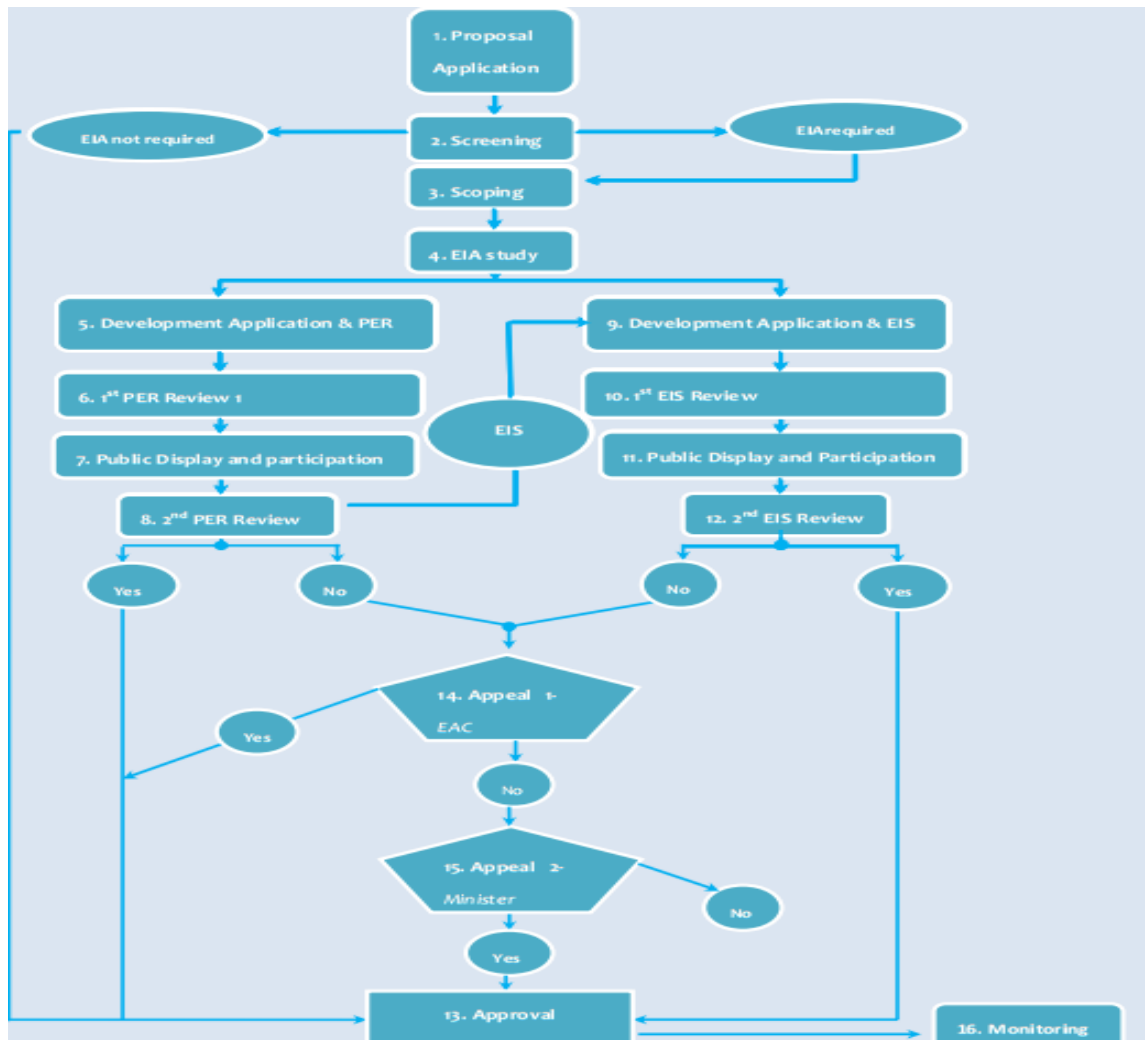 1. Proposal
Application
EIA not required
2. Screening
EIA required
3. Scoping
4. EIA study
5. Development Application & PER
9. Development Application & EIS
6. 1st PER Review 1
10. 1st EIS Review
EIS
7. Public Display and participation
11. Public Display and Participation
8. 2nd PER Review
12. 2nd EIS Review
Yes
No
No
Yes
14. Appeal 1-
EAC
Yes
No
15. Appeal 2-
Minister
No
Yes
13. Approval
16. Monitoring